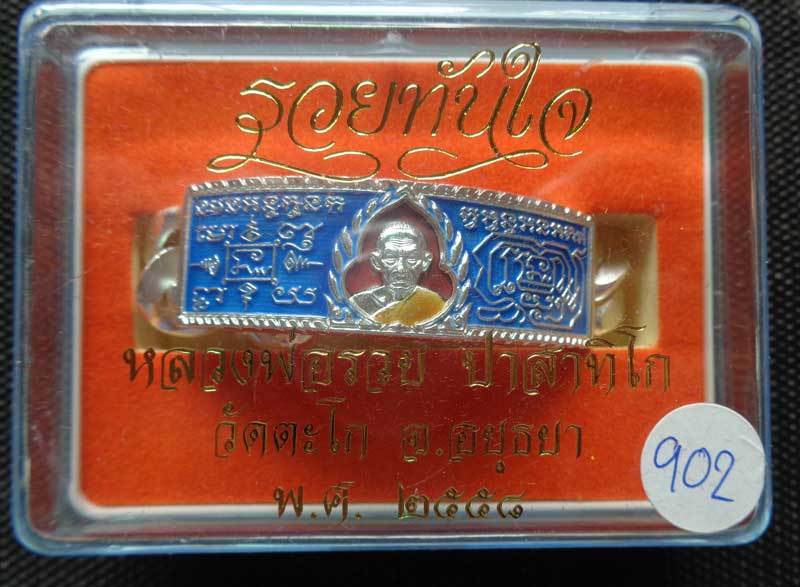 รวยทันใจ
หลวงพ่อรวย ปาสาทิโก
วัดตะโก จ.อยุธยา
พ.ศ. ๒๕๕๘
902